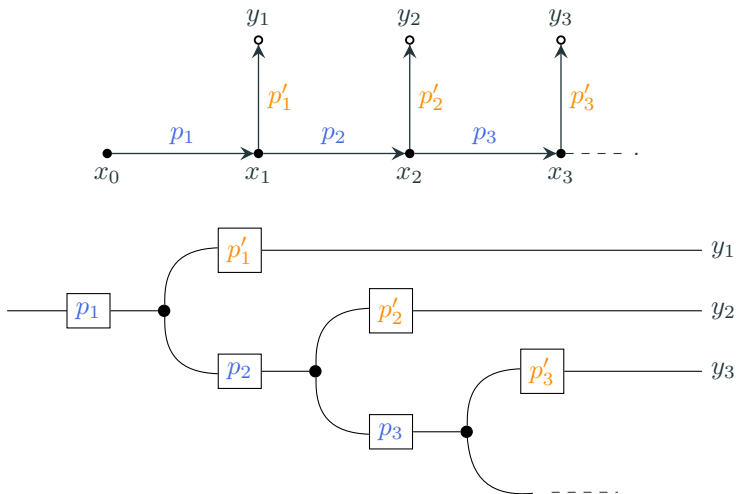 y₁ y₂ y₃
p′₁ p′₂ p′₃
p₁ p₂ p₃
x₀ x₁ x₂ x₃
p′₁ y₁
p₁ p′₂ y₂
p₂ p′₃ y₃
p₃